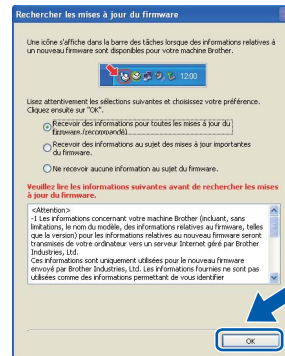 Rechercher les mises à jour du firmware
Une icône s'affiche dans la barre des tâches lorsque des informations relatives à
un nouveau firmware sont disponibles pour votre machine Brother.
12:00
Lisez attentivement les sélections suivantes et choisissez votre préférence.
Cliquez ensuite sur "OK".
Recevoir des informations pour toutes les mises à jour du
firmware.(recommandé)
Recevoir des informations au sujet des mises à jour importantes
du firmware.
Ne recevoir aucune information au sujet du firmware.
Veuillez lire les informations suivantes avant de rechercher les mises
à jour du firmware.
<Attention>
-1 Les informations concernant votre machine Brother (incluant, sans
limitations, le nom du modèle, des informations relatives au firmware, telles
que la version) pour les informations relatives au nouveau firmware seront
transmises de votre ordinateur vers un serveur Internet géré par Brother
Industries, Ltd.
Ces informations sont uniquement utilisées pour le nouveau firmware
envoyé par Brother Industries, Ltd. Les informations fournies ne sont pas
utilisées comme des informations permettant de vous identifier
OK